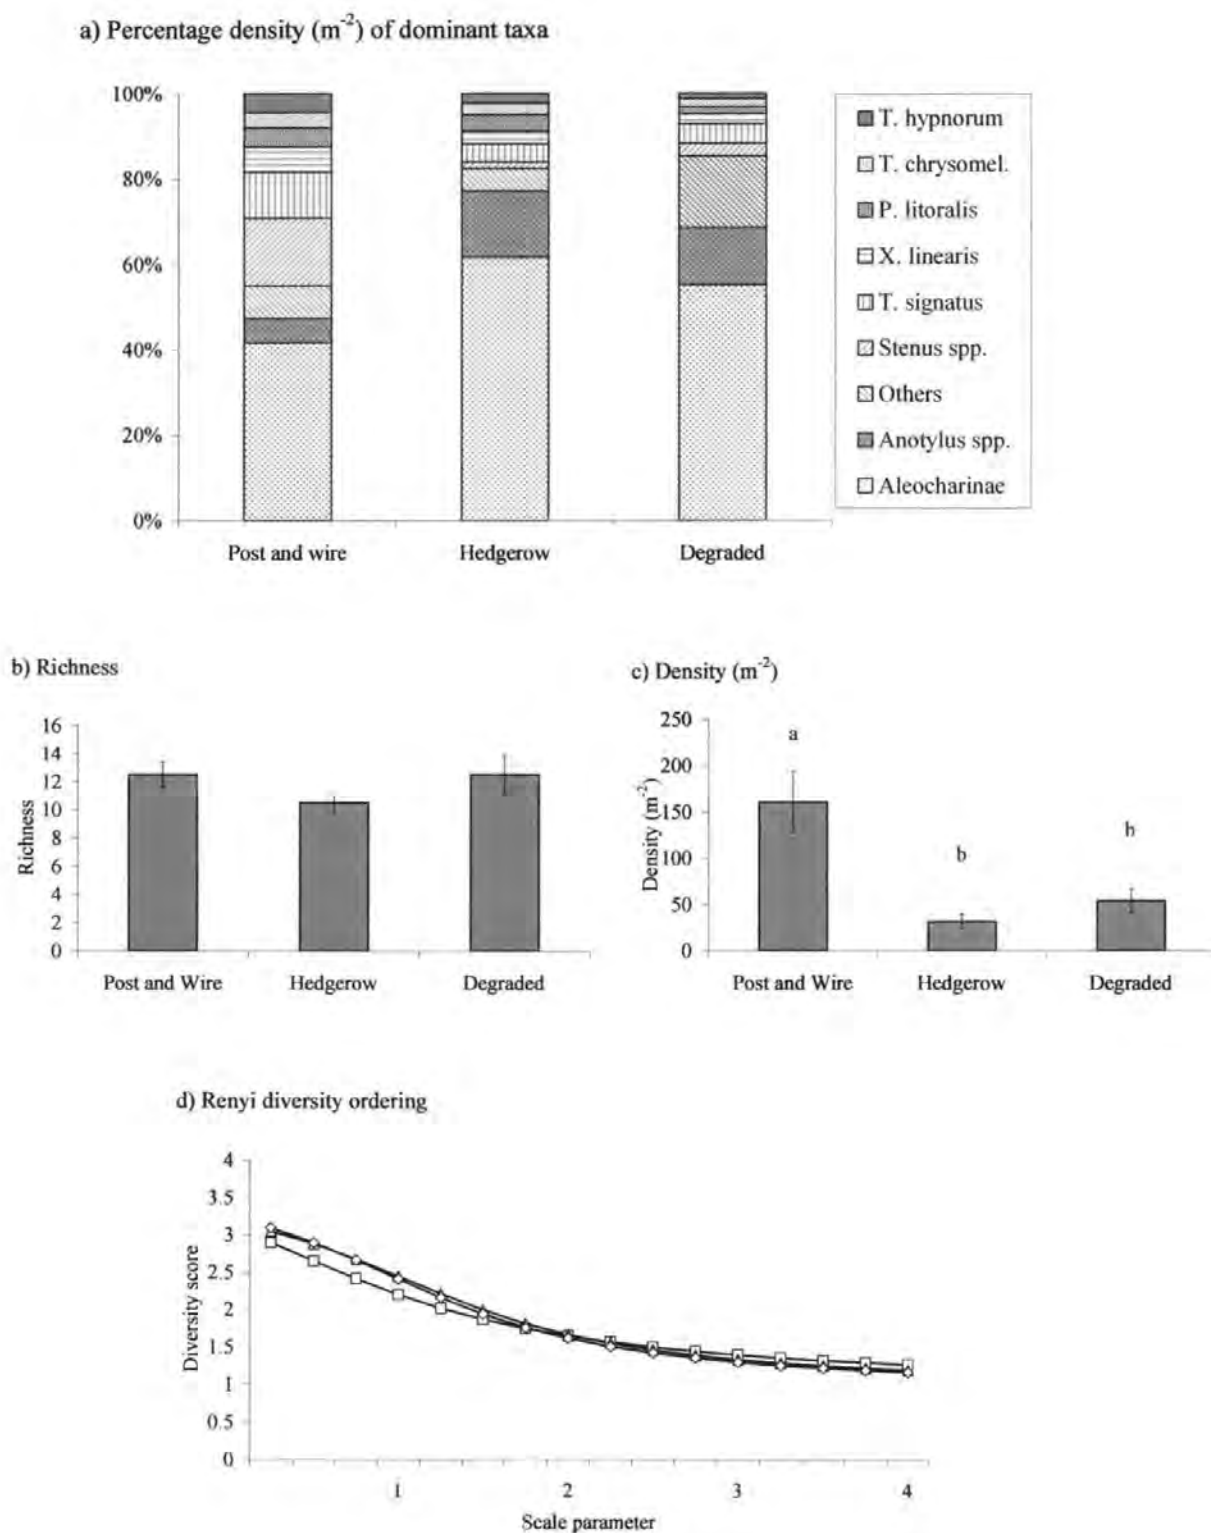 a) Percentage density (m-2) of dominant taxa
100%
80%
60%
40%
20%
0%
Post and wire
Hedgerow
Degraded
T. hypnorum
T. chrysomel.
P. litoralis
X. linearis
T. signatus
Stenus spp.
Others
Anotylus spp.
Aleocharinae
b) Richness
Richness
16
14
12
10
8
6
4
2
0
Post and Wire
Hedgerow
Degraded
c) Density (m-2)
Density (m-2)
250
200
150
100
50
0
a
b
b
Post and Wire
Hedgerow
Degraded
d) Renyi diversity ordering
Diversity score
4
3.5
3
2.5
2
1.5
1
0.5
0
1
2
3
4
Scale parameter